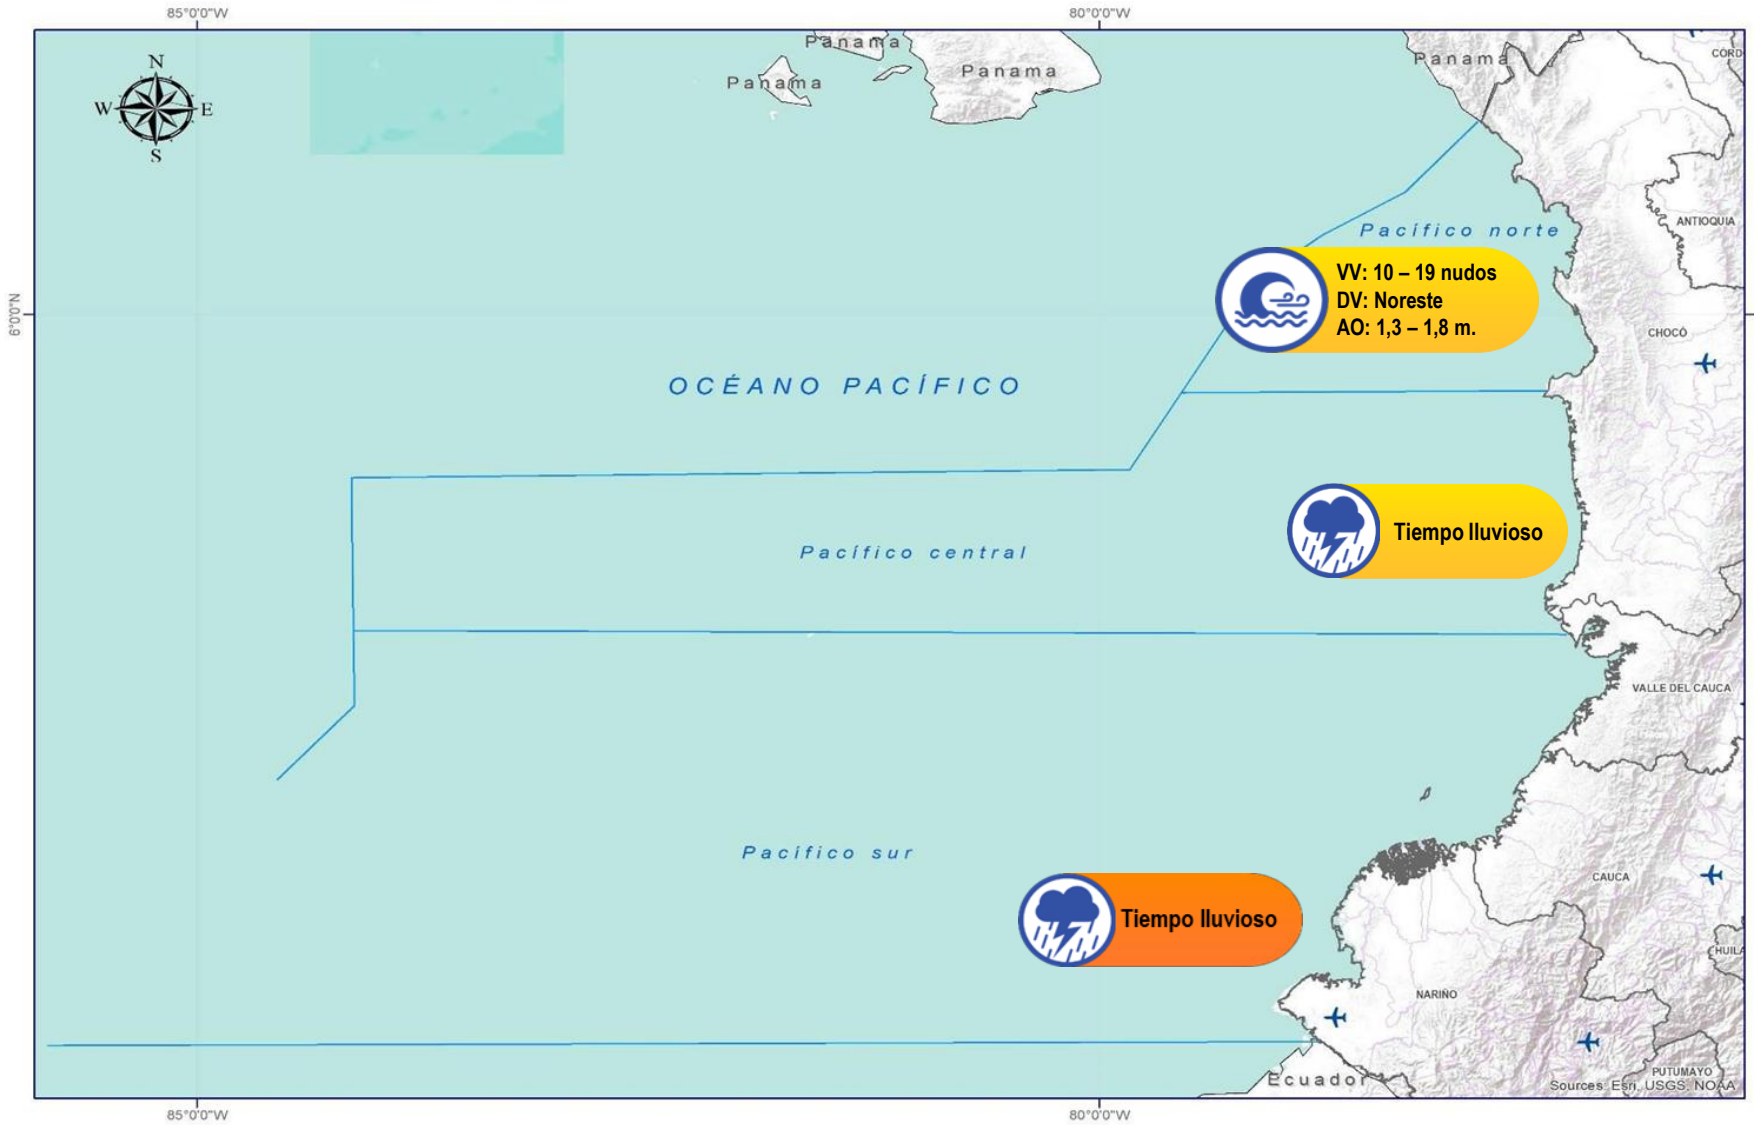 85°0'0"W
80°0'0"W
N
W
E
S
Panama
Panama
Panama
Panama
CÓRD
ANTIOQUIA
Pacífico norte
VV: 10 – 19 nudos
DV: Noreste
AO: 1,3 – 1,8 m.
6°0'0"N
CHOCÓ
OCÉANO PACÍFICO
Tiempo lluvioso
Pacífico central
VALLE DEL CAUCA
Pacífico sur
CAUCA
Tiempo lluvioso
HUILA
NARIÑO
PUTUMAYO
Ecuador
Sources: Esri, USGS, NOAA
85°0'0"W
80°0'0"W